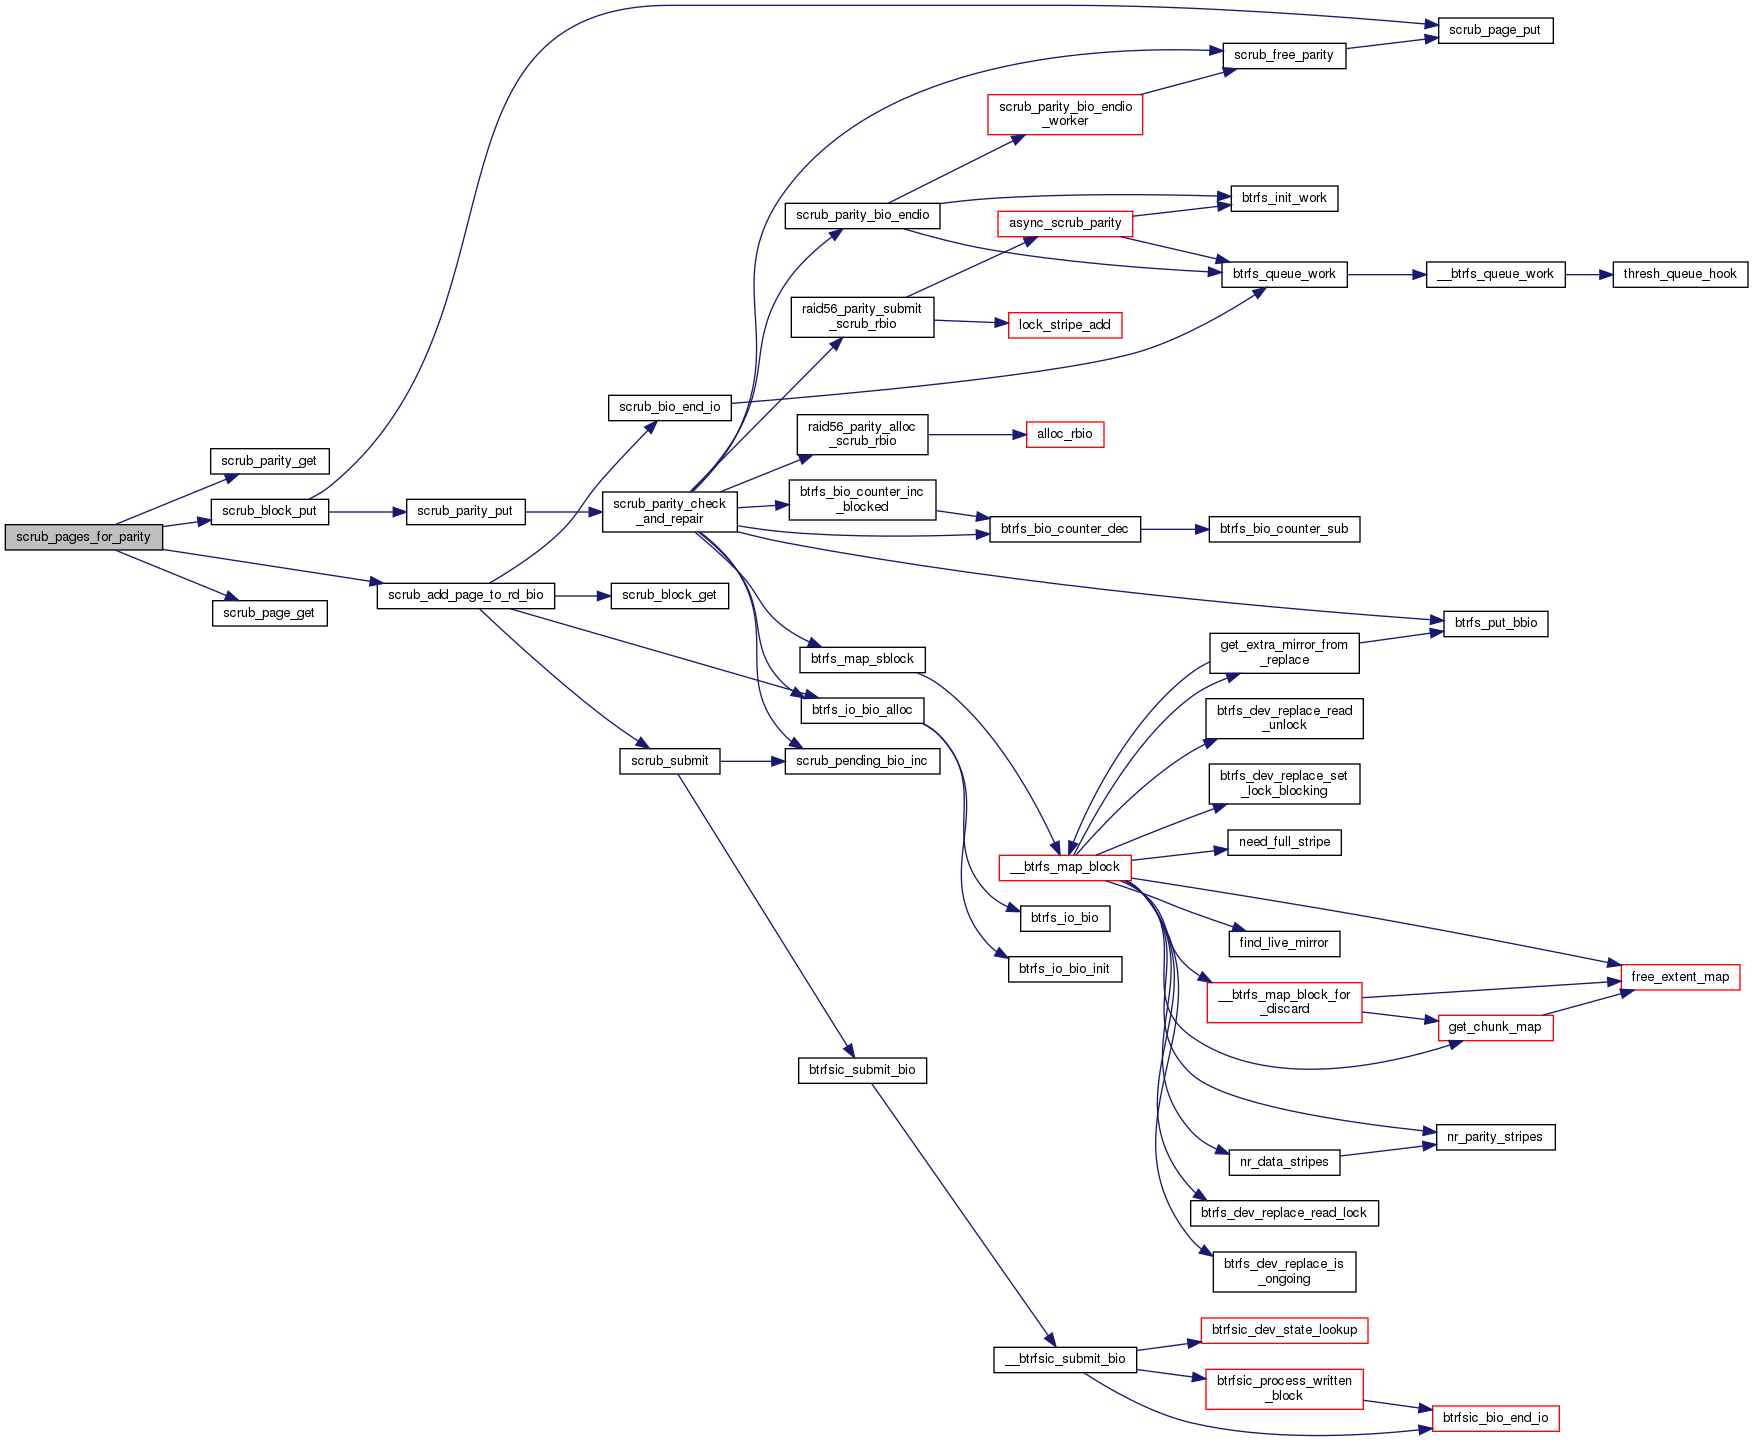 scrub_page_put
scrub_free_parity
scrub_parity_bio_endio
_worker
btrfs_init_work
scrub_parity_bio_endio
async_scrub_parity
btrfs_queue_work
__btrfs_queue_work
thresh_queue_hook
raid56_parity_submit
_scrub_rbio
lock_stripe_add
scrub_bio_end_io
raid56_parity_alloc
_scrub_rbio
alloc_rbio
scrub_parity_get
scrub_block_put
scrub_parity_put
scrub_parity_check
_and_repair
btrfs_bio_counter_inc
_blocked
btrfs_bio_counter_dec
btrfs_bio_counter_sub
scrub_pages_for_parity
scrub_add_page_to_rd_bio
scrub_block_get
scrub_page_get
btrfs_put_bbio
get_extra_mirror_from
_replace
btrfs_map_sblock
btrfs_io_bio_alloc
btrfs_dev_replace_read
_unlock
scrub_submit
scrub_pending_bio_inc
btrfs_dev_replace_set
_lock_blocking
need_full_stripe
__btrfs_map_block
btrfs_io_bio
find_live_mirror
btrfs_io_bio_init
free_extent_map
__btrfs_map_block_for
_discard
get_chunk_map
btrfsic_submit_bio
nr_parity_stripes
nr_data_stripes
btrfs_dev_replace_read_lock
btrfs_dev_replace_is
_ongoing
btrfsic_dev_state_lookup
__btrfsic_submit_bio
btrfsic_process_written
_block
btrfsic_bio_end_io